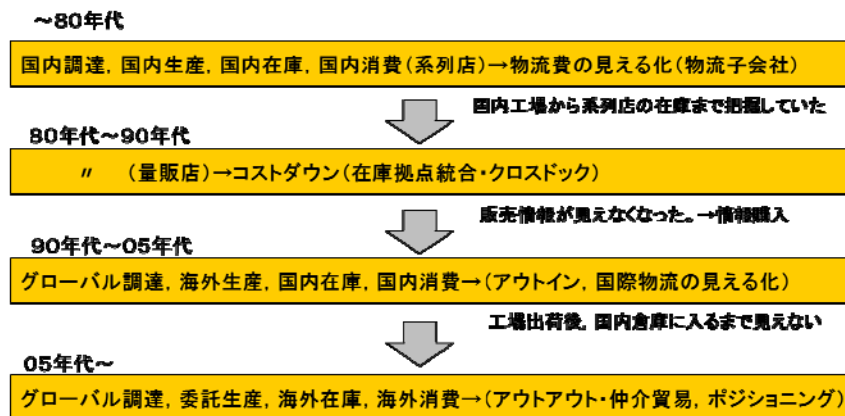 ～80年代
国内調達，国内生産，国内在庫，国内消費（系列店）→物流費の見える化（物流子会社）
国内工場から系列店の在庫まで把握していた
80年代～90年代
〃　（量販店）→コストダウン（在庫拠点統合・クロスドック）
販売情報が見えなくなった。→情報購入
90年代～05年代
グローバル調達，海外生産，国内在庫，国内消費→（アウトイン，国際物流の見える化）
工場出荷後，国内倉庫に入るまで見えない
05年代～
グローバル調達，委託生産，海外在庫，海外消費→（アウトアウト・仲介貿易，ポジショニング）